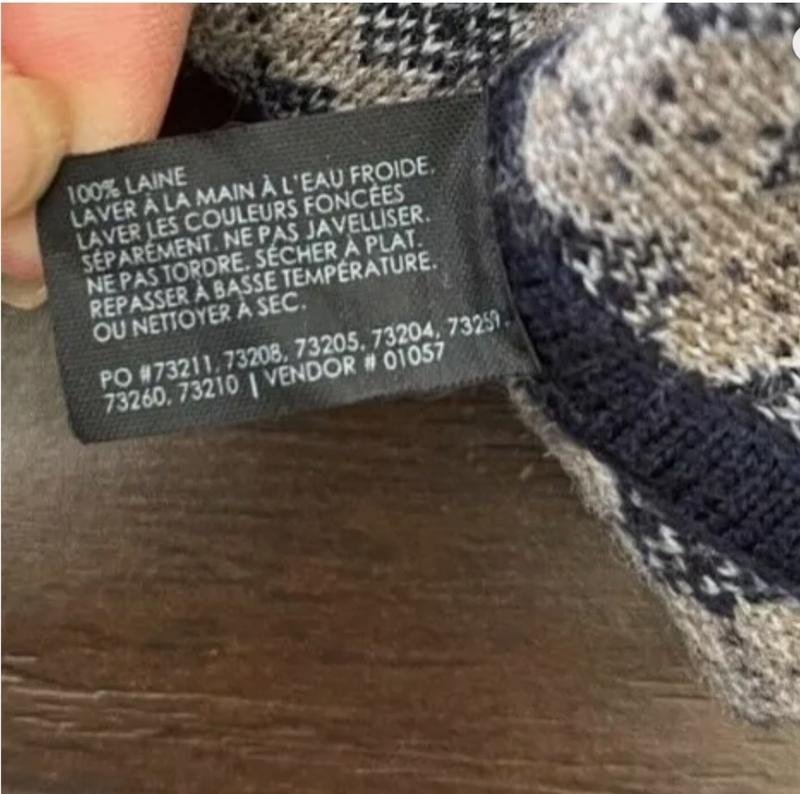 100% LAINE
LAVER À LA MAIN À L'EAU FROIDE.
LAVER LES COULEURS FONCÉES
SÉPARÉMENT. NE PAS JAVELLISER.
NE PAS TORDRE. SÉCHER À PLAT.
REPASSER À BASSE TEMPÉRATURE.
OU NETTOYER À SEC.
PO #73211, 73208, 73205, 73204, 73259,
73260, 73210 | VENDOR # 01057